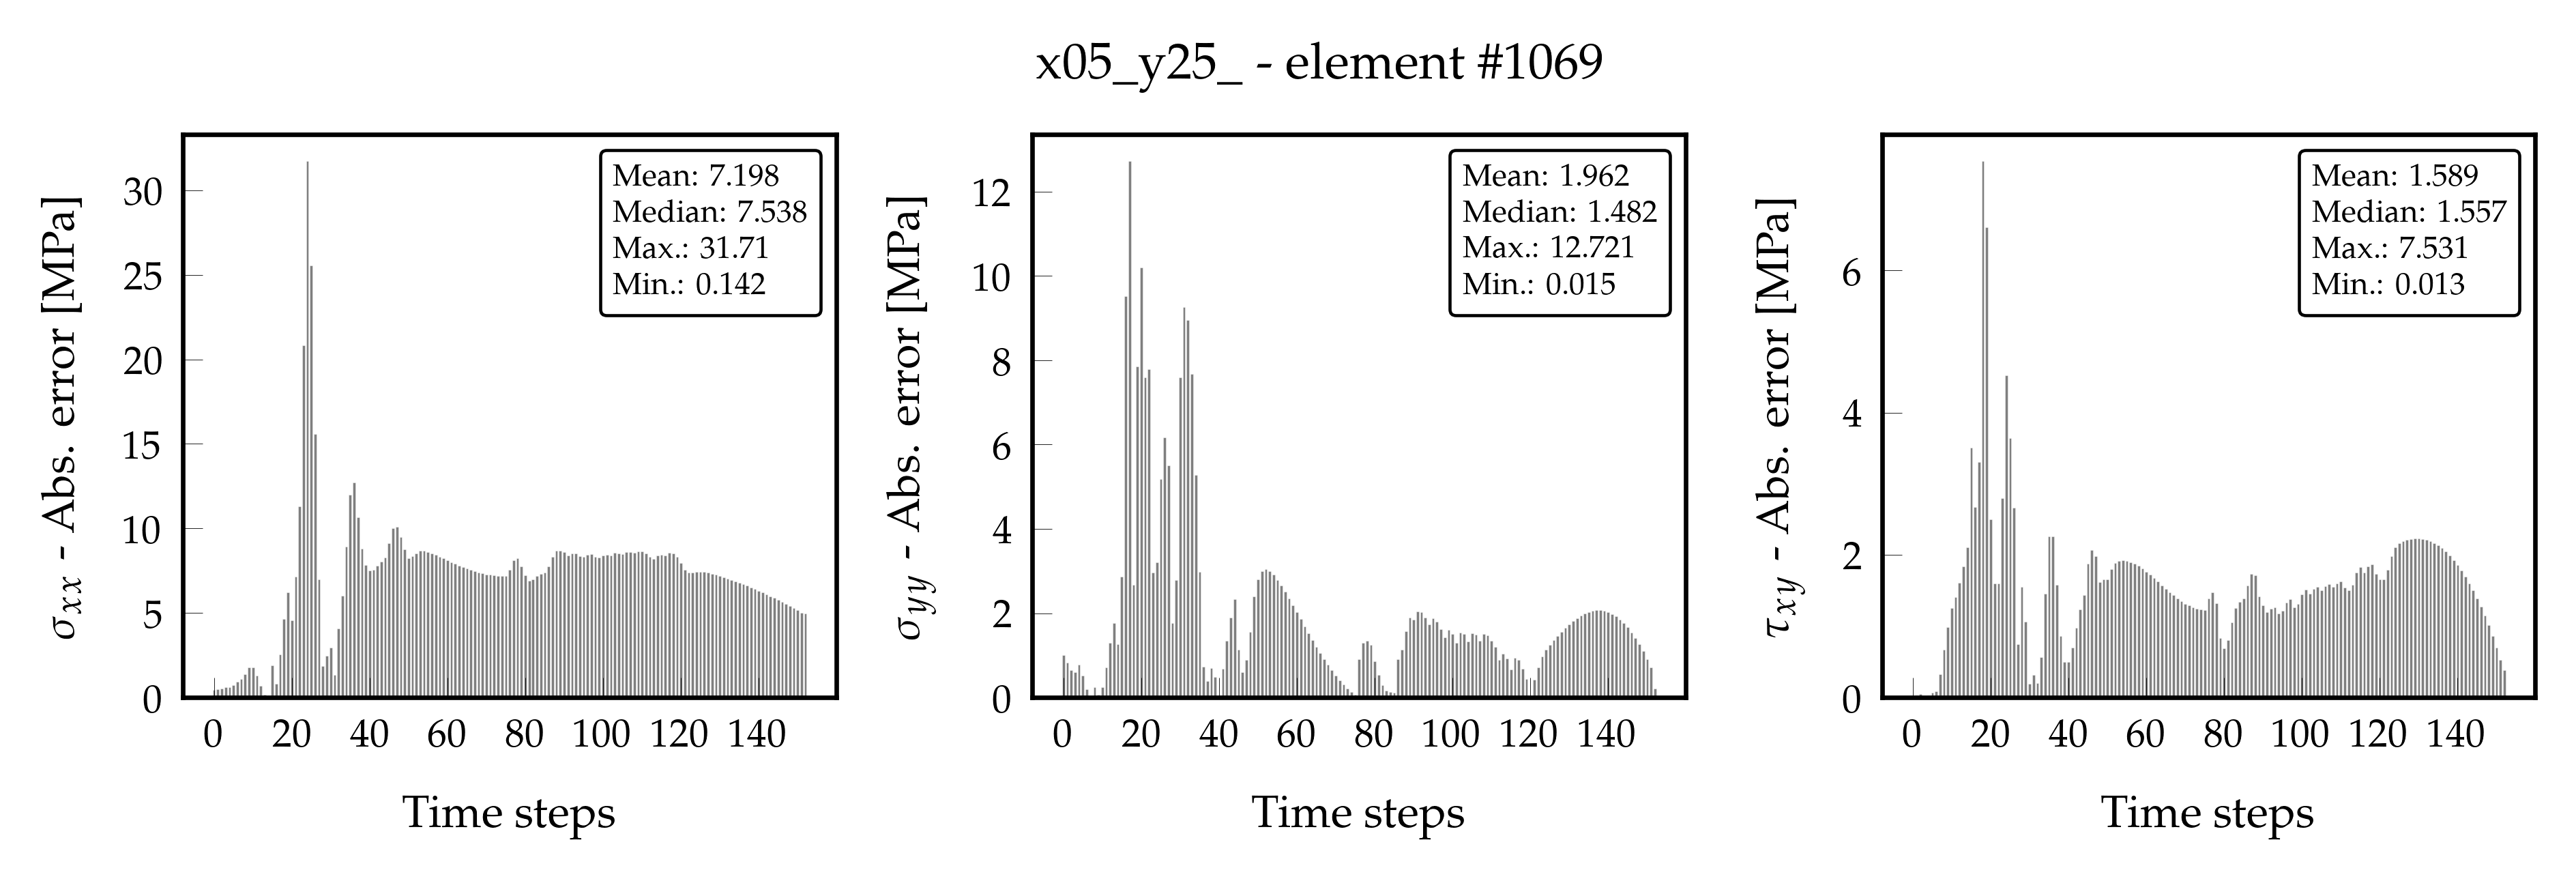 x05_y25_ - element #1069
σxx - Abs. error [MPa]
30
25
20
15
10
5
0
0 20 40 60 80 100 120 140
Time steps
Mean: 7.198
Median: 7.538
Max.: 31.71
Min.: 0.142
σyy - Abs. error [MPa]
12
10
8
6
4
2
0
0 20 40 60 80 100 120 140
Time steps
Mean: 1.962
Median: 1.482
Max.: 12.721
Min.: 0.015
τxy - Abs. error [MPa]
6
4
2
0
0 20 40 60 80 100 120 140
Time steps
Mean: 1.589
Median: 1.557
Max.: 7.531
Min.: 0.013